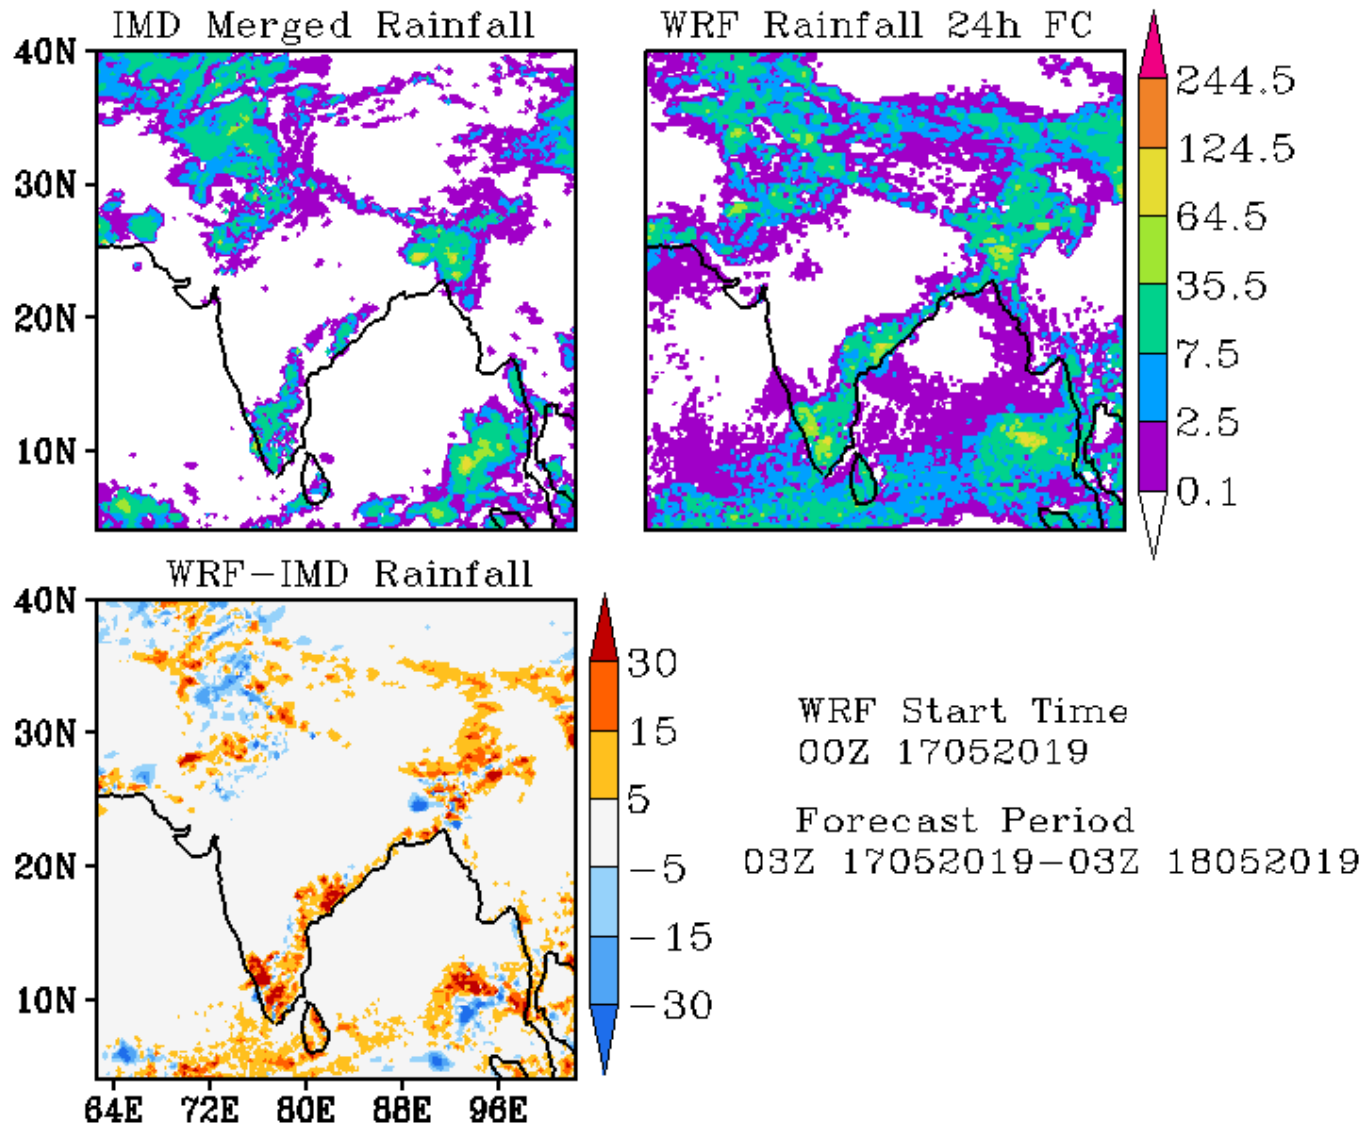 IMD Merged Rainfall
WRF Rainfall 24h FC
40N
30N
20N
10N
244.5
124.5
64.5
35.5
7.5
2.5
0.1
WRF-IMD Rainfall
40N
30N
20N
10N
64E 72E 80E 88E 96E
30
15
5
-5
-15
-30
WRF Start Time
00Z 17052019
Forecast Period
03Z 17052019-03Z 18052019